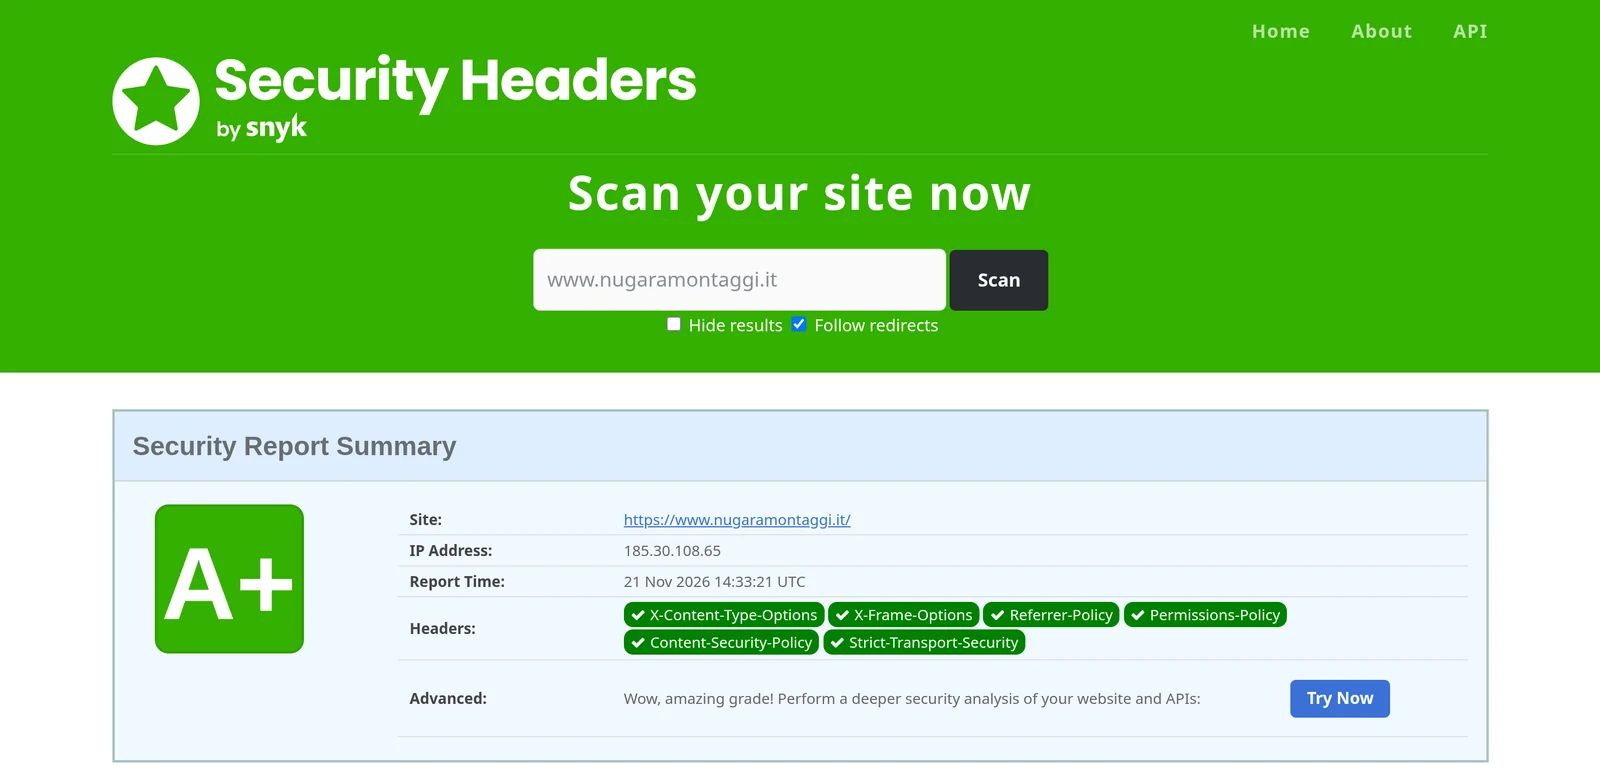 Home About API
Security Headers
by snyk
Scan your site now
www.nugaramontaggi.it Scan
Hide results Follow redirects
Security Report Summary
A+
Site: https://www.nugaramontaggi.it/
IP Address: 185.30.108.65
Report Time: 21 Nov 2026 14:33:21 UTC
Headers: X-Content-Type-Options X-Frame-Options Referrer-Policy Permissions-Policy
Content-Security-Policy Strict-Transport-Security
Advanced: Wow, amazing grade! Perform a deeper security analysis of your website and APIs: Try Now